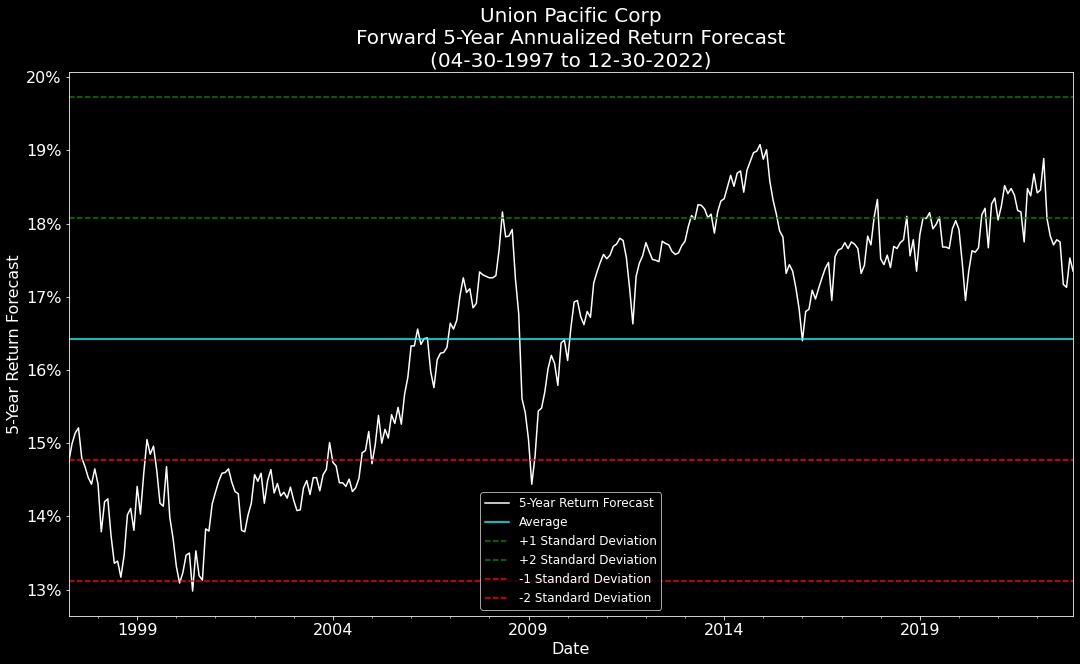 Union Pacific Corp
Forward 5-Year Annualized Return Forecast
(04-30-1997 to 12-30-2022)
20%
19%
18%
17%
16%
15%
14%
13%
5-Year Return Forecast
5-Year Return Forecast
Average
+1 Standard Deviation
+2 Standard Deviation
-1 Standard Deviation
-2 Standard Deviation
1999 2004 2009 2014 2019
Date